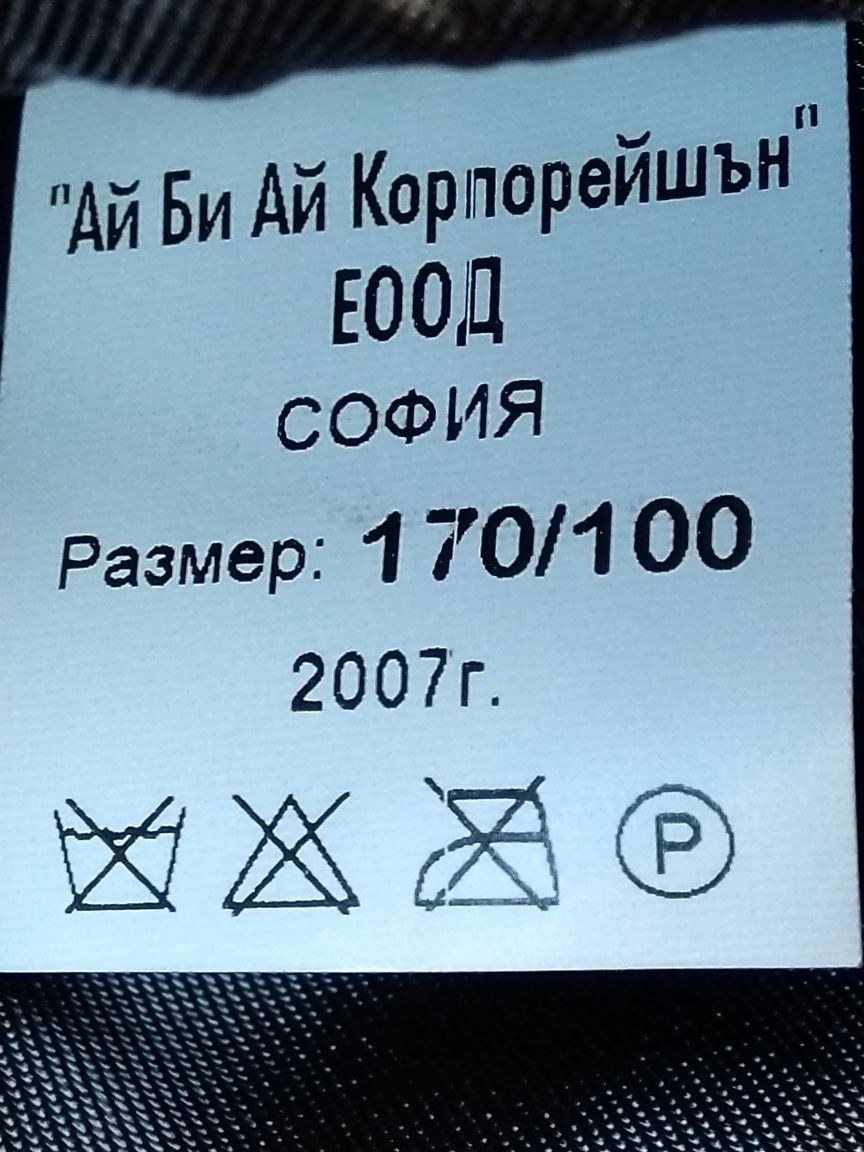 "Ай Би Ай Корпорейшън"
ЕООД
СОФИЯ
Размер: 170/100
2007г.
P